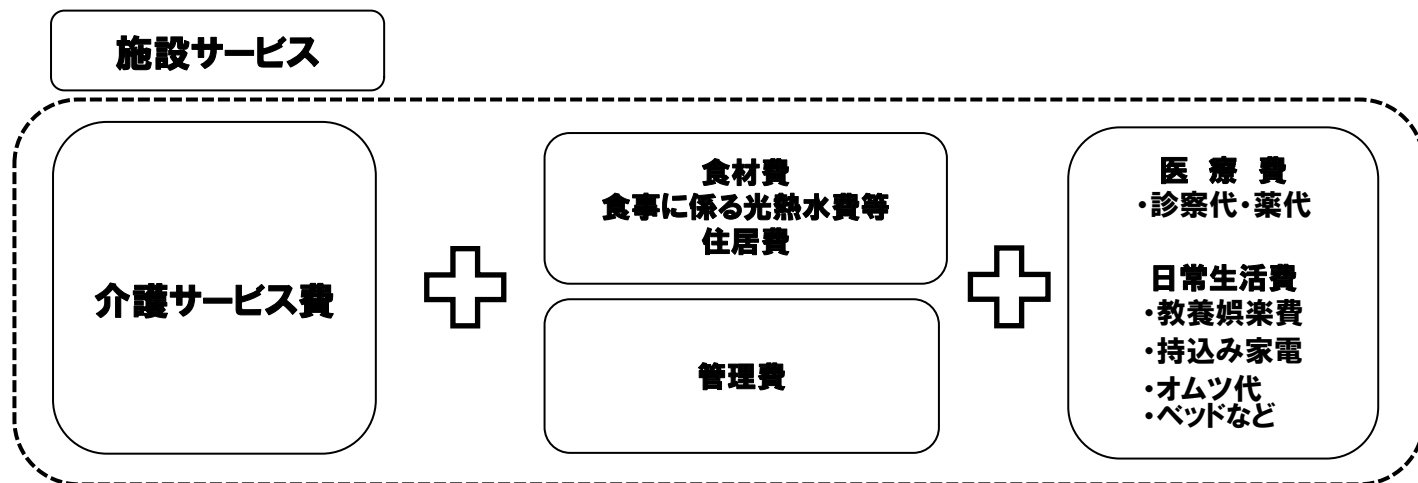 施設サービス
介護サービス費
食材費
食事に係る光熱水費等
住居費
管理費
医 療 費
・診察代・薬代
日常生活費
・教養娯楽費
・持込み家電
・オムツ代
・ベッドなど